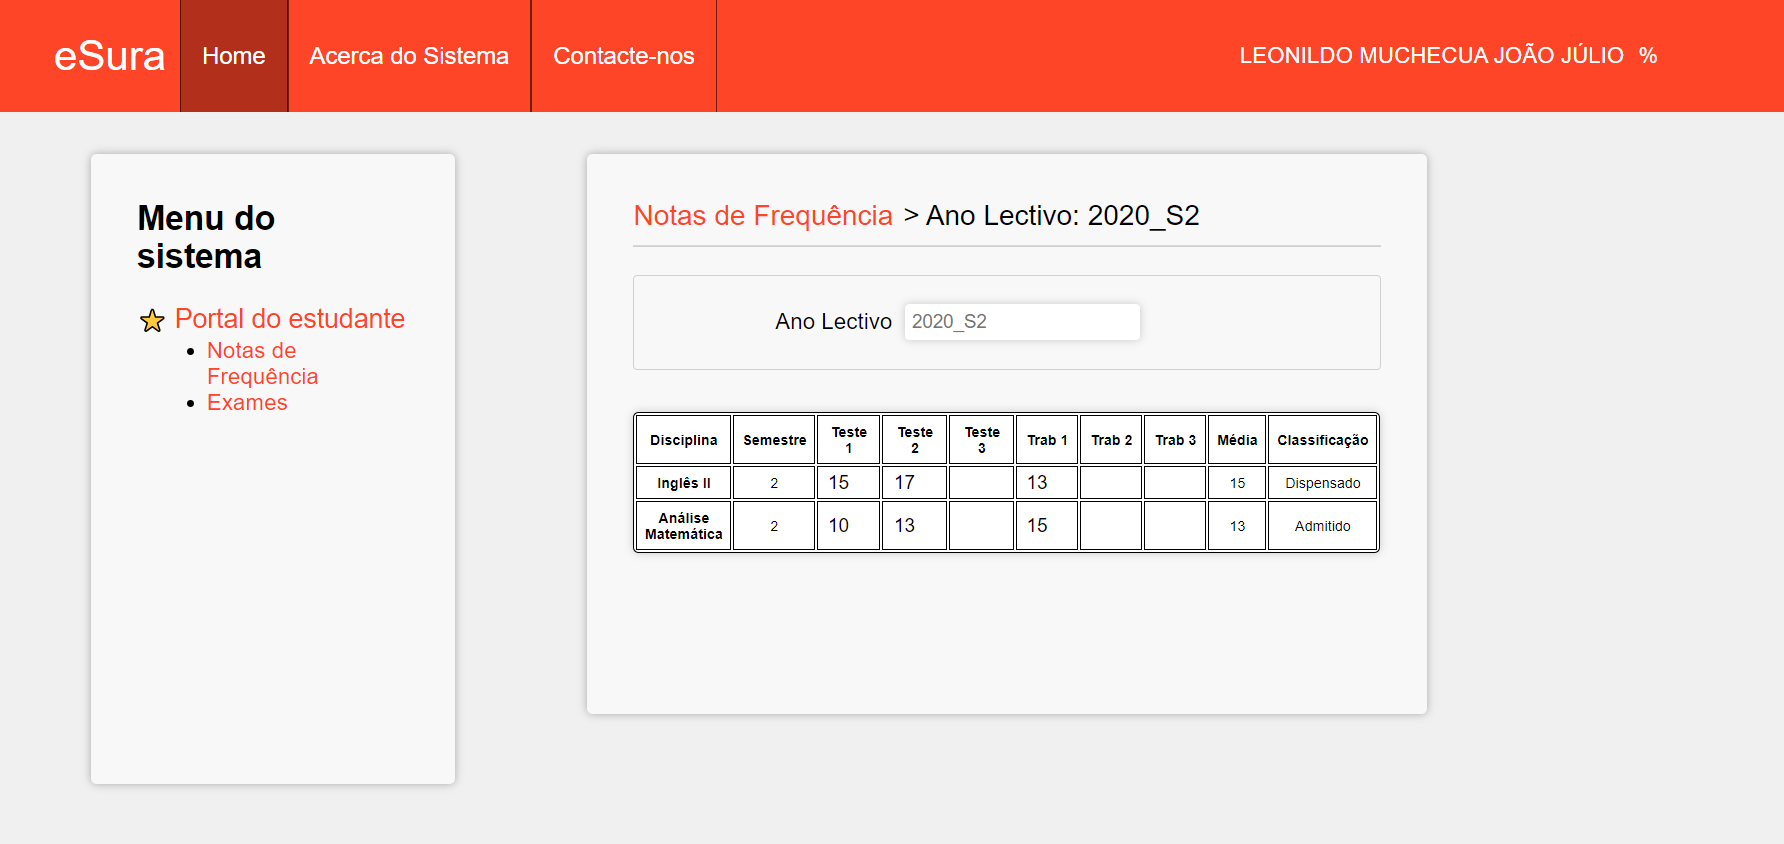 eSura Home Acerca do Sistema Contacte-nos LEONILDO MUCHECUA JOÃO JÚLIO %
Menu do
sistema
Portal do estudante
Notas de
Frequência
Exames
Notas de Frequência > Ano Lectivo: 2020_S2
Ano Lectivo 2020_S2
Disciplina Semestre Teste 1 Teste 2 Teste 3 Trab 1 Trab 2 Trab 3 Média Classificação
Inglês II 2 15 17 13 15 Dispensado
Análise Matemática 2 10 13 15 13 Admitido